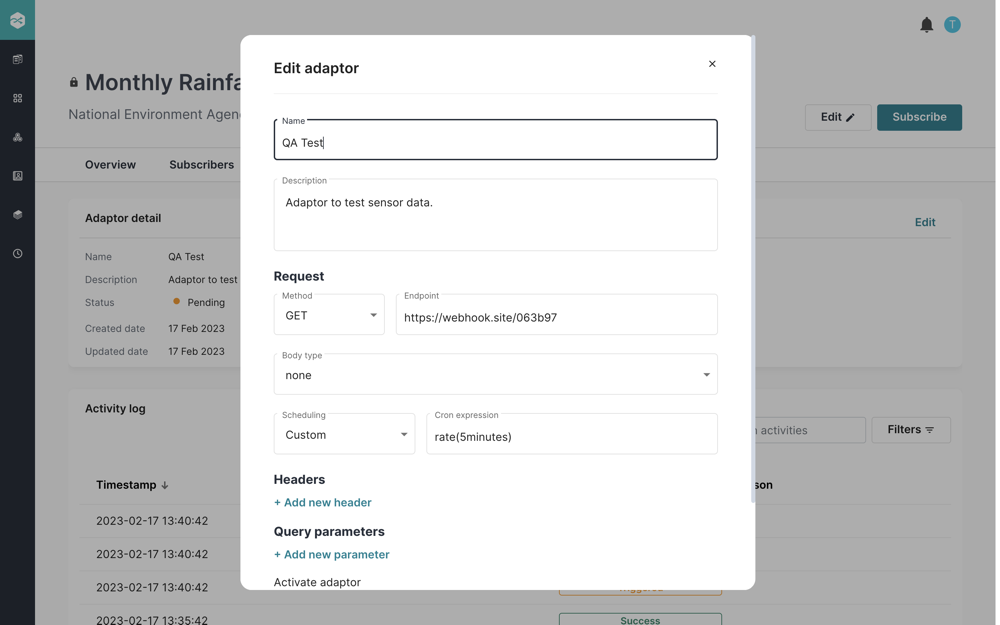 T
Monthly Rainfa
National Environment Agen
Edit
Subscribe
Overview
Subscribers
Adaptor detail
Edit
Name
QA Test
Description
Adaptor to test
Status
Pending
Created date
17 Feb 2023
Updated date
17 Feb 2023
Activity log
activities
Filters
Timestamp
son
2023-02-17 13:40:42
2023-02-17 13:40:42
2023-02-17 13:40:42
Triggered
2023-02-17 13:35:42
Success
Edit adaptor
Name
QA Test
Description
Adaptor to test sensor data.
Request
Method
GET
Endpoint
https://webhook.site/063b97
Body type
none
Scheduling
Custom
Cron expression
rate(5minutes)
Headers
+ Add new header
Query parameters
+ Add new parameter
Activate adaptor